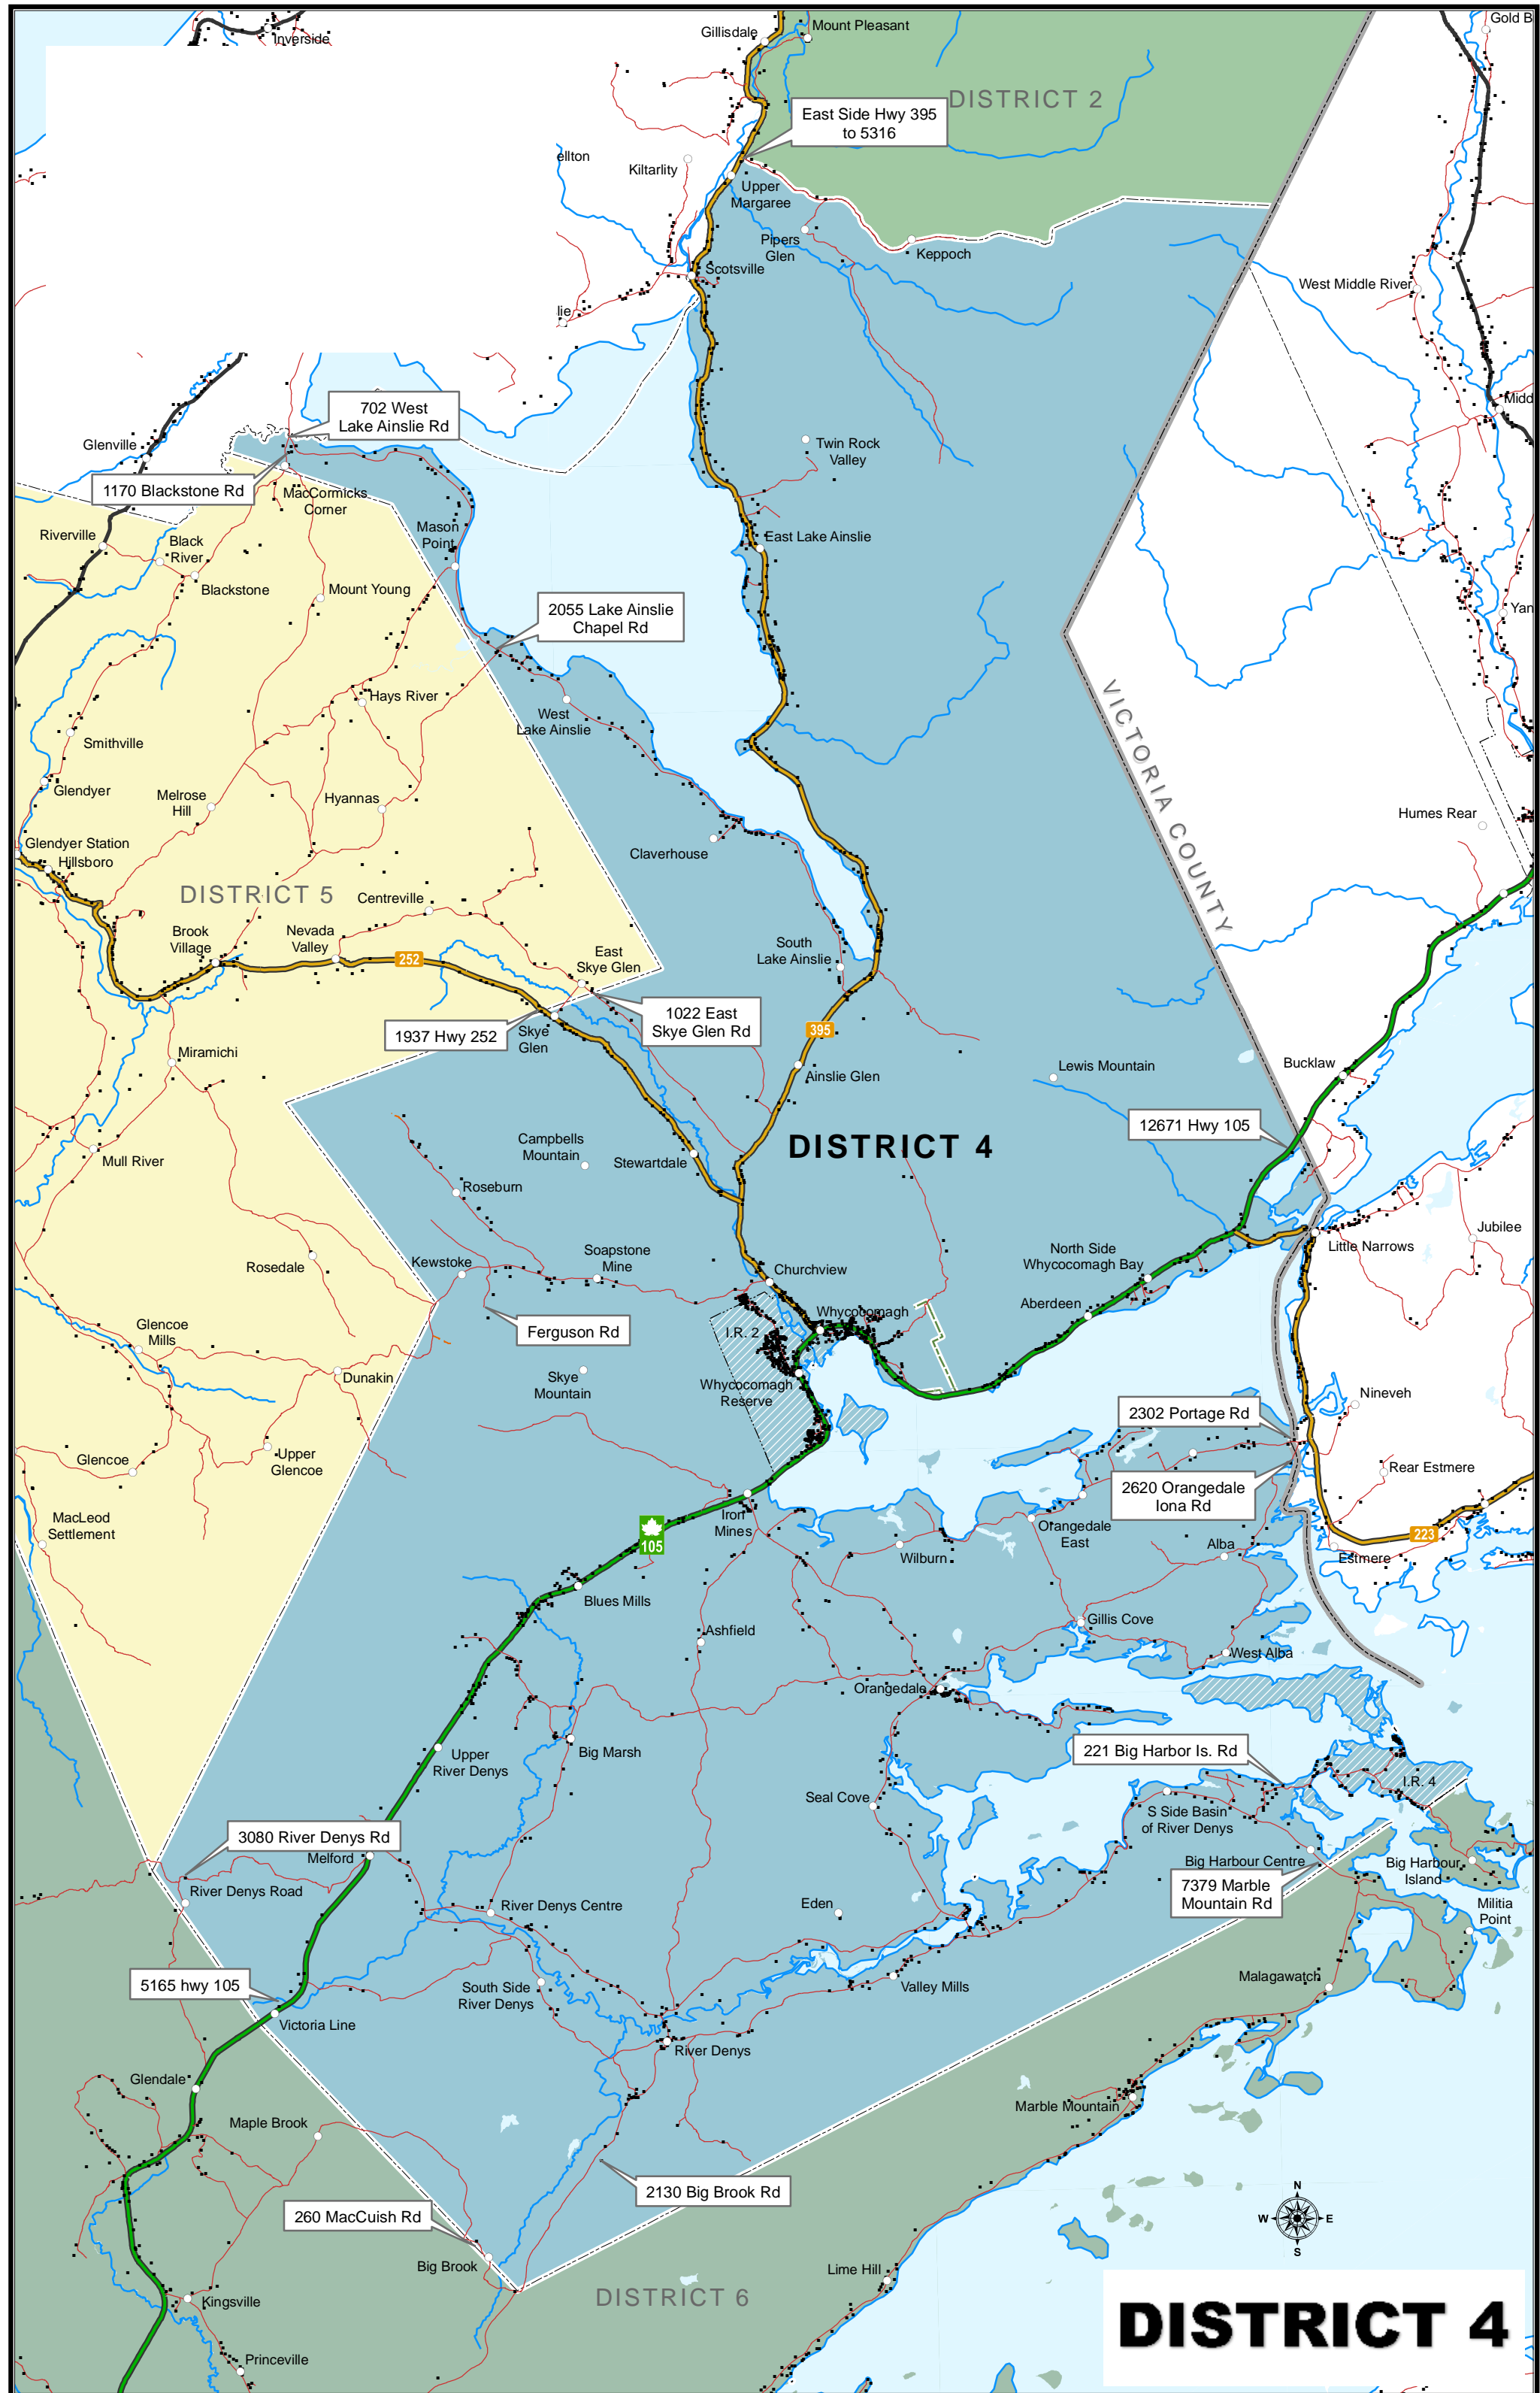 Inverside
Gillisdale
Mount Pleasant
Gold B
DISTRICT 2
East Side Hwy 395
to 5316
ellton
Kiltarlity
Upper
Margaree
Pipers
Glen
Keppoch
Scotsville
West Middle River
lie
702 West
Lake Ainslie Rd
Midd
Glenville
Twin Rock
Valley
1170 Blackstone Rd
MacCormicks
Corner
Mason
Point
Riverville
Black
River
East Lake Ainslie
Blackstone
Mount Young
2055 Lake Ainslie
Chapel Rd
Yan
Hays River
West
Lake Ainslie
VICTORIA COUNTY
Smithville
Glendyer
Melrose
Hill
Hyannas
Humes Rear
Glendyer Station
Hillsboro
Claverhouse
DISTRICT 5
Centreville
Brook
Village
Nevada
Valley
252
East
Skye Glen
South
Lake Ainslie
1022 East
Skye Glen Rd
1937 Hwy 252
Skye
Glen
395
Miramichi
Ainslie Glen
Lewis Mountain
Bucklaw
12671 Hwy 105
DISTRICT 4
Campbells
Mountain
Stewartdale
Mull River
Roseburn
Jubilee
Little Narrows
North Side
Whycocomagh Bay
Soapstone
Mine
Kewstoke
Rosedale
Churchview
Aberdeen
Whycocomagh
Ferguson Rd
I.R. 2
Glencoe
Mills
Dunakin
Skye
Mountain
Whycocomagh
Reserve
Nineveh
2302 Portage Rd
Glencoe
Upper
Glencoe
Rear Estmere
2620 Orangedale
Iona Rd
MacLeod
Settlement
Iron
Mines
105
Orangedale
East
223
Wilburn
Alba
Estmere
Blues Mills
Gillis Cove
Ashfield
West Alba
Orangedale
Upper
River Denys
Big Marsh
221 Big Harbor Is. Rd
I.R. 4
Seal Cove
S Side Basin
of River Denys
3080 River Denys Rd
Melford
Big Harbour Centre
Big Harbour
Island
7379 Marble
Mountain Rd
River Denys Road
River Denys Centre
Eden
Militia
Point
5165 hwy 105
South Side
River Denys
Valley Mills
Malagawatch
Victoria Line
River Denys
Glendale
Marble Mountain
Maple Brook
2130 Big Brook Rd
260 MacCuish Rd
N
W E
S
Big Brook
Lime Hill
DISTRICT 6
Kingsville
DISTRICT 4
Princeville